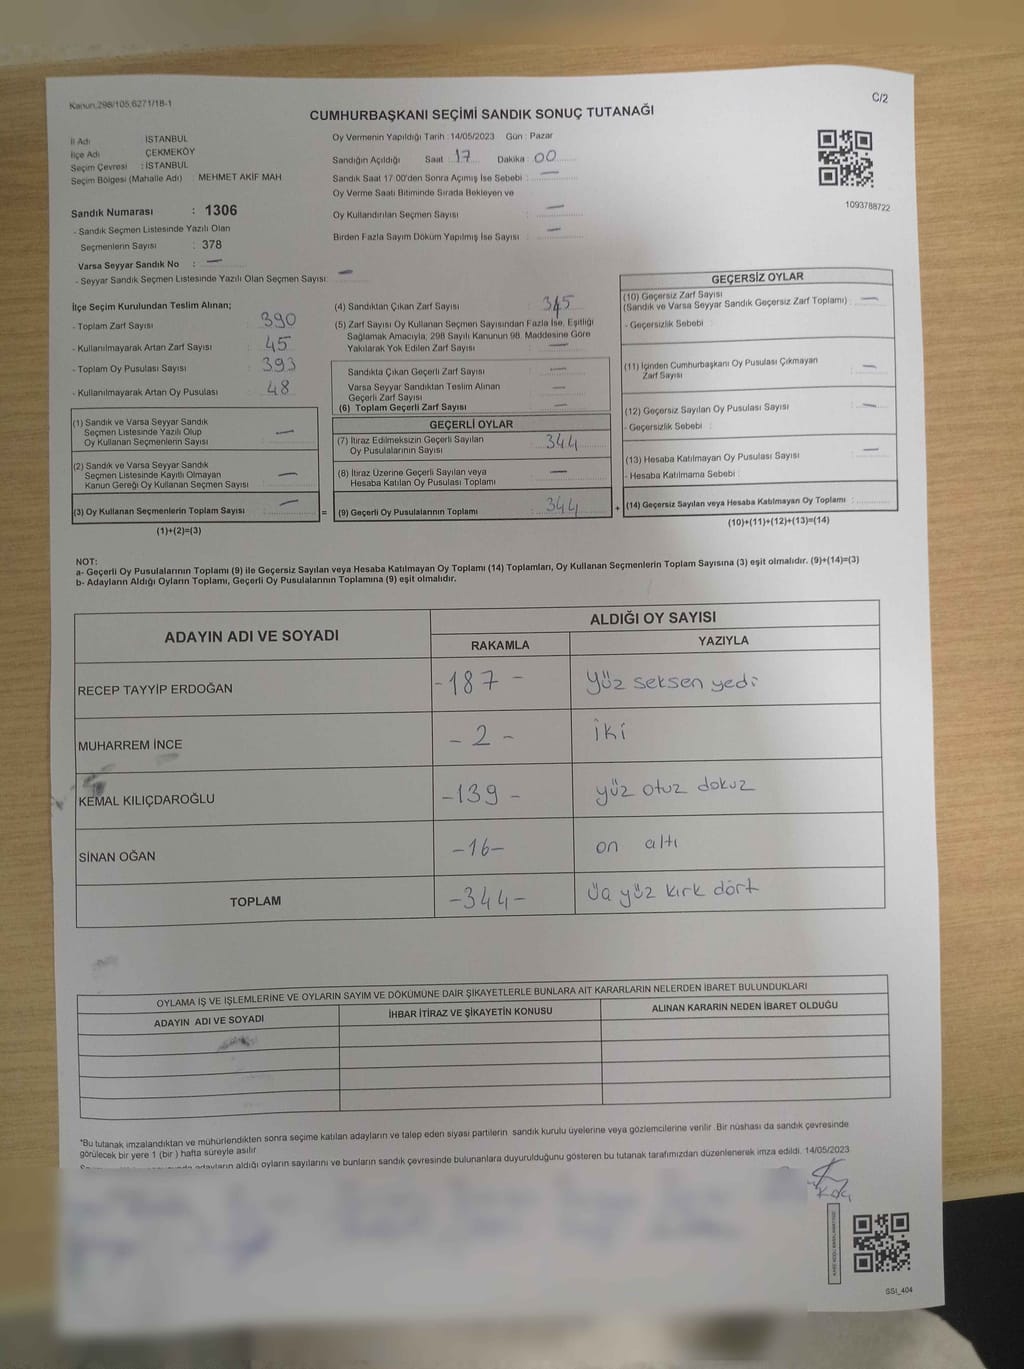 Kanun.298/105,6271/18-1
C/2
CUMHURBAŞKANI SEÇİMİ SANDIK SONUÇ TUTANAĞI
İl Adı İSTANBUL
İlçe Adı ÇEKMEKÖY
Seçim Çevresi : İSTANBUL
Seçim Bölgesi (Mahalle Adı) : MEHMET AKİF MAH
Sandık Numarası : 1306
- Sandık Seçmen Listesinde Yazılı Olan
Seçmenlerin Sayısı : 378
Varsa Seyyar Sandık No : —
- Seyyar Sandık Seçmen Listesinde Yazılı Olan Seçmen Sayısı: —
Oy Vermenin Yapıldığı Tarih : 14/05/2023 Gün : Pazar
Sandığın Açıldığı Saat : 17 Dakika : 00
Sandık Saat 17:00'den Sonra Açımış İse Sebebi : —
Oy Verme Saati Bitiminde Sırada Bekleyen ve
Oy Kullandırılan Seçmen Sayısı : —
Birden Fazla Sayım Döküm Yapılmış İse Sayısı : —
1093788722
İlçe Seçim Kurulundan Teslim Alınan;
- Toplam Zarf Sayısı : 390
- Kullanılmayarak Artan Zarf Sayısı : 45
- Toplam Oy Pusulası Sayısı : 393
- Kullanılmayarak Artan Oy Pusulası : 48
(1) Sandık ve Varsa Seyyar Sandık
Seçmen Listesinde Yazılı Olup
Oy Kullanan Seçmenlerin Sayısı : —
(2) Sandık ve Varsa Seyyar Sandık
Seçmen Listesinde Kayıtlı Olmayan
Kanun Gereği Oy Kullanan Seçmen Sayısı : —
(3) Oy Kullanan Seçmenlerin Toplam Sayısı : —
(1)+(2)=(3)
=
(4) Sandıktan Çıkan Zarf Sayısı : 345
(5) Zarf Sayısı Oy Kullanan Seçmen Sayısından Fazla İse, Eşitliği
Sağlamak Amacıyla, 298 Sayılı Kanunun 98. Maddesine Göre
Yakılarak Yok Edilen Zarf Sayısı : —
Sandıkta Çıkan Geçerli Zarf Sayısı : —
Varsa Seyyar Sandıktan Teslim Alınan
Geçerli Zarf Sayısı : —
(6) Toplam Geçerli Zarf Sayısı : —
GEÇERLİ OYLAR
(7) İtiraz Edilmeksizin Geçerli Sayılan
Oy Pusulalarının Sayısı : 344
(8) İtiraz Üzerine Geçerli Sayılan veya
Hesaba Katılan Oy Pusulası Toplamı : —
(9) Geçerli Oy Pusulalarının Toplamı : 344
+
GEÇERSİZ OYLAR
(10) Geçersiz Zarf Sayısı
(Sandık ve Varsa Seyyar Sandık Geçersiz Zarf Toplamı) : —
- Geçersizlik Sebebi :
(11) İçinden Cumhurbaşkanı Oy Pusulası Çıkmayan
Zarf Sayısı : —
(12) Geçersiz Sayılan Oy Pusulası Sayısı : —
- Geçersizlik Sebebi :
(13) Hesaba Katılmayan Oy Pusulası Sayısı : —
- Hesaba Katılmama Sebebi :
(14) Geçersiz Sayılan veya Hesaba Katılmayan Oy Toplamı :
(10)+(11)+(12)+(13)=(14)
NOT:
a- Geçerli Oy Pusulalarının Toplamı (9) ile Geçersiz Sayılan veya Hesaba Katılmayan Oy Toplamı (14) Toplamları, Oy Kullanan Seçmenlerin Toplam Sayısına (3) eşit olmalıdır. (9)+(14)=(3)
b- Adayların Aldığı Oyların Toplamı, Geçerli Oy Pusulalarının Toplamına (9) eşit olmalıdır.
ADAYIN ADI VE SOYADI
ALDIĞI OY SAYISI
RAKAMLA YAZIYLA
RECEP TAYYİP ERDOĞAN -187- Yüz seksen yedi
MUHARREM İNCE -2- iki
KEMAL KILIÇDAROĞLU -139- yüz otuz dokuz
SİNAN OĞAN -16- on altı
TOPLAM -344- Üç yüz kırk dört
OYLAMA İŞ VE İŞLEMLERİNE VE OYLARIN SAYIM VE DÖKÜMÜNE DAİR ŞİKAYETLERLE BUNLARA AİT KARARLARIN NELERDEN İBARET BULUNDUKLARI
ADAYIN ADI VE SOYADI İHBAR İTİRAZ VE ŞİKAYETİN KONUSU ALINAN KARARIN NEDEN İBARET OLDUĞU
*Bu tutanak imzalandıktan ve mühürlendikten sonra seçime katılan adayların ve talep eden siyasi partilerin sandık kurulu üyelerine veya gözlemcilerine verilir .Bir nüshası da sandık çevresinde
görülecek bir yere 1 (bir ) hafta süreyle asılır.
adayların aldığı oyların sayılarını ve bunların sandık çevresinde bulunanlara duyurulduğunu gösteren bu tutanak tarafımızdan düzenlenerek imza edildi. 14/05/2023
SSI_404